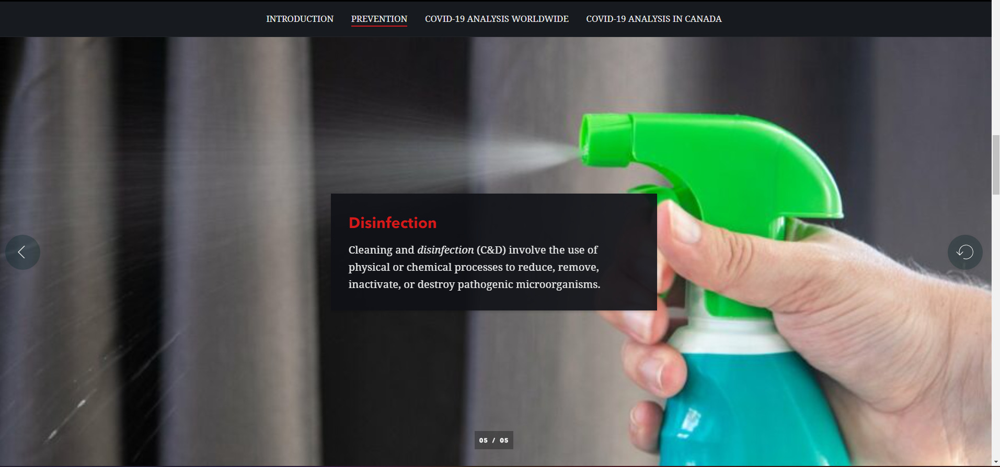 INTRODUCTION PREVENTION COVID-19 ANALYSIS WORLDWIDE COVID-19 ANALYSIS IN CANADA
Disinfection
Cleaning and disinfection (C&D) involve the use of
physical or chemical processes to reduce, remove,
inactivate, or destroy pathogenic microorganisms.
05 / 05